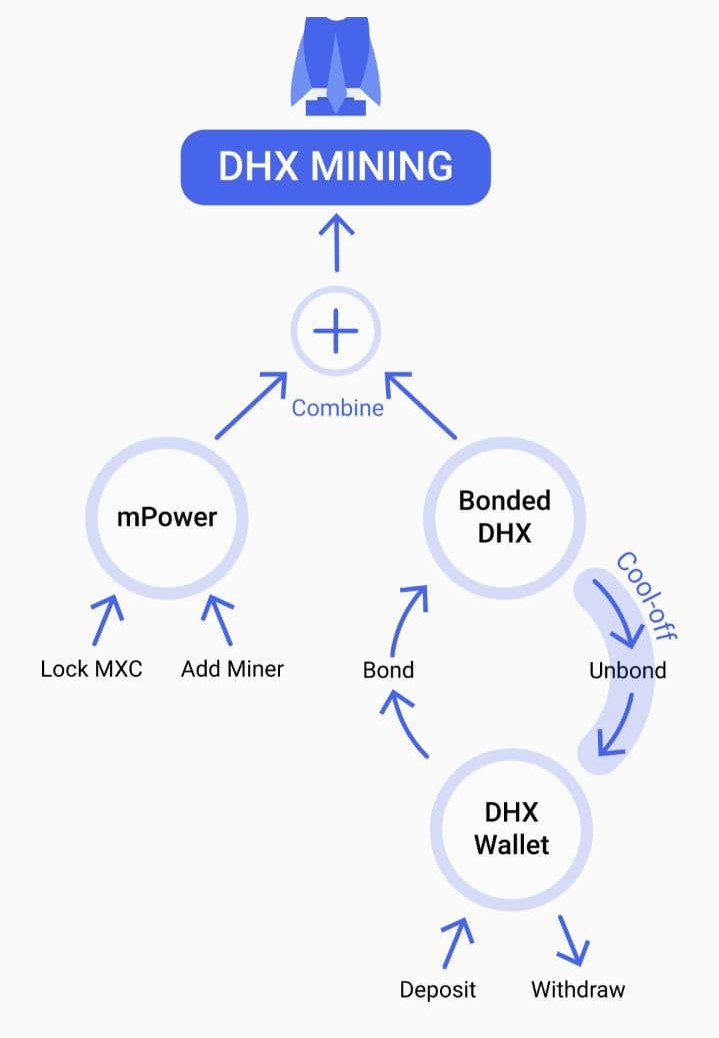 DHX MINING
Combine
mPower
Bonded
DHX
Cool-off
Lock MXC
Add Miner
Bond
Unbond
DHX
Wallet
Deposit
Withdraw